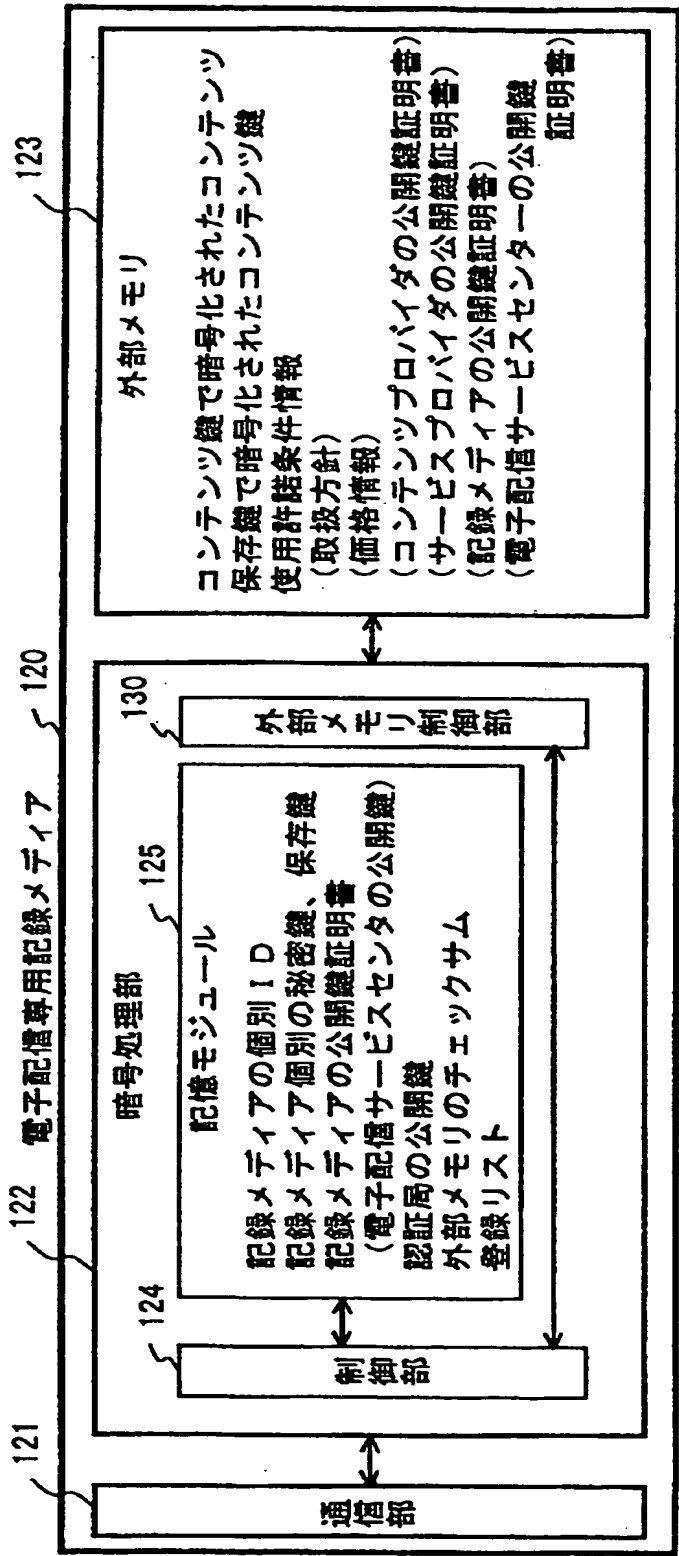 電子配信専用記録メディア
120
121
通信部
122
暗号処理部
124
制御部
125
記憶モジュール
記録メディアの個別ID
記録メディア個別の秘密鍵、保存鍵
記録メディアの公開鍵証明書
(電子配信サービスセンタの公開鍵)
認証局の公開鍵
外部メモリのチェックサム
登録リスト
130
外部メモリ制御部
123
外部メモリ
コンテンツ鍵で暗号化されたコンテンツ
保存鍵で暗号化されたコンテンツ鍵
使用許諾条件情報
(取扱方針)
(価格情報)
(コンテンツプロバイダの公開鍵証明書)
(サービスプロバイダの公開鍵証明書)
(記録メディアの公開鍵証明書)
(電子配信サービスセンターの公開鍵
証明書)